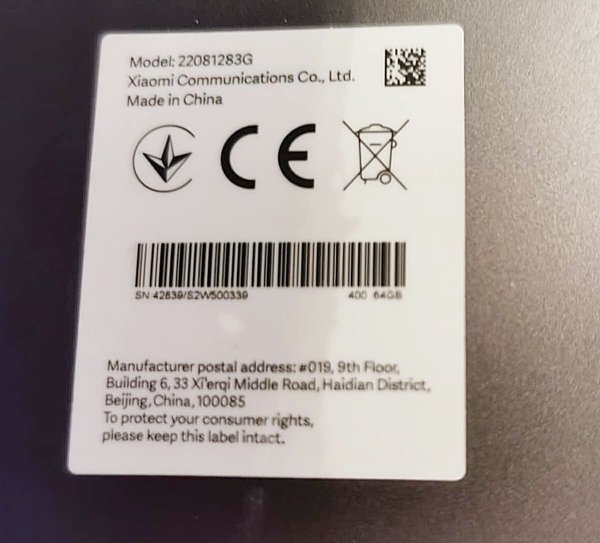 Model: 22081283G
Xiaomi Communications Co., Ltd.
Made in China
CE
SN:42839/S2W500339 400 64GB
Manufacturer postal address: #019, 9th Floor,
Building 6, 33 Xi'erqi Middle Road, Haidian District,
Beijing, China, 100085
To protect your consumer rights,
please keep this label intact.